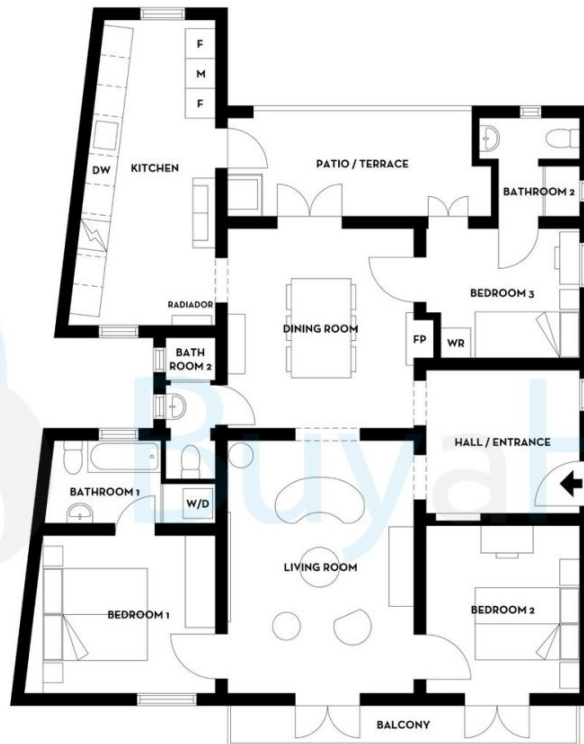 F
M
F
DW
KITCHEN
PATIO / TERRACE
BATHROOM 2
RADIADOR
DINING ROOM
BEDROOM 3
FP
WR
BATH
ROOM 2
HALL / ENTRANCE
BATHROOM 1
W/D
LIVING ROOM
BEDROOM 1
BEDROOM 2
BALCONY
BuyaH